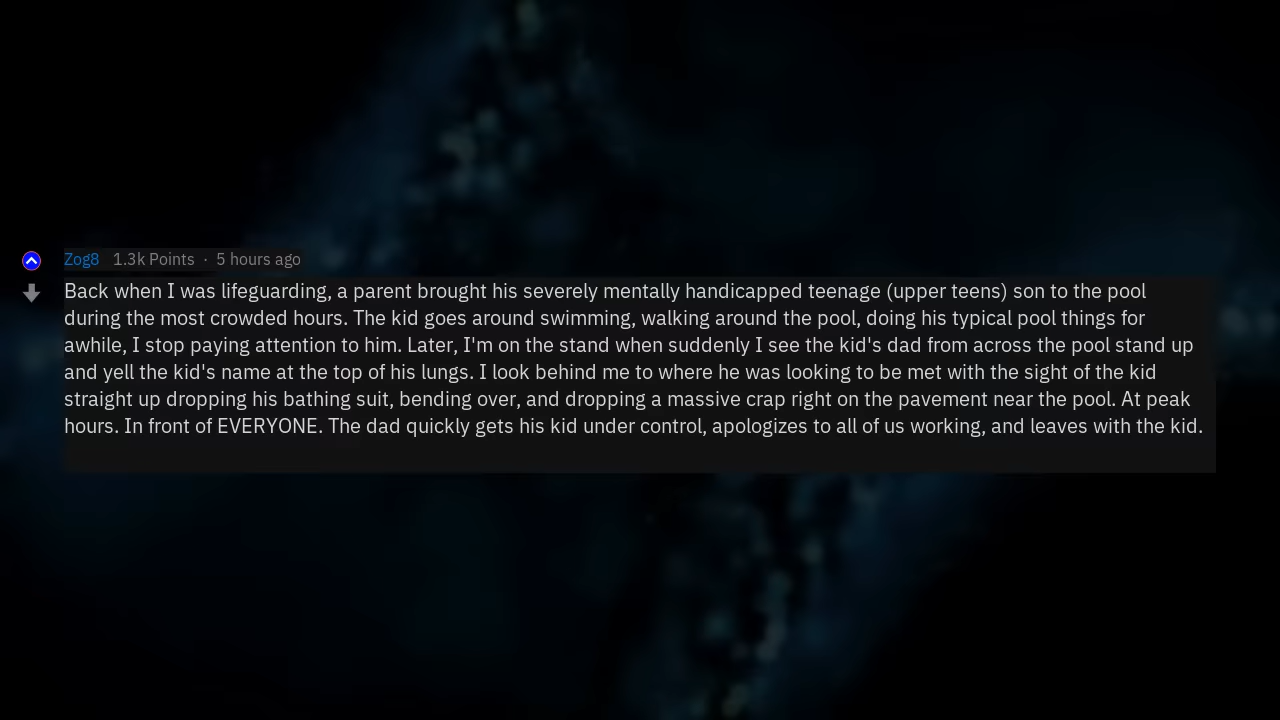 Zog8 1.3k Points · 5 hours ago
Back when I was lifeguarding, a parent brought his severely mentally handicapped teenage (upper teens) son to the pool
during the most crowded hours. The kid goes around swimming, walking around the pool, doing his typical pool things for
awhile, I stop paying attention to him. Later, I'm on the stand when suddenly I see the kid's dad from across the pool stand up
and yell the kid's name at the top of his lungs. I look behind me to where he was looking to be met with the sight of the kid
straight up dropping his bathing suit, bending over, and dropping a massive crap right on the pavement near the pool. At peak
hours. In front of EVERYONE. The dad quickly gets his kid under control, apologizes to all of us working, and leaves with the kid.